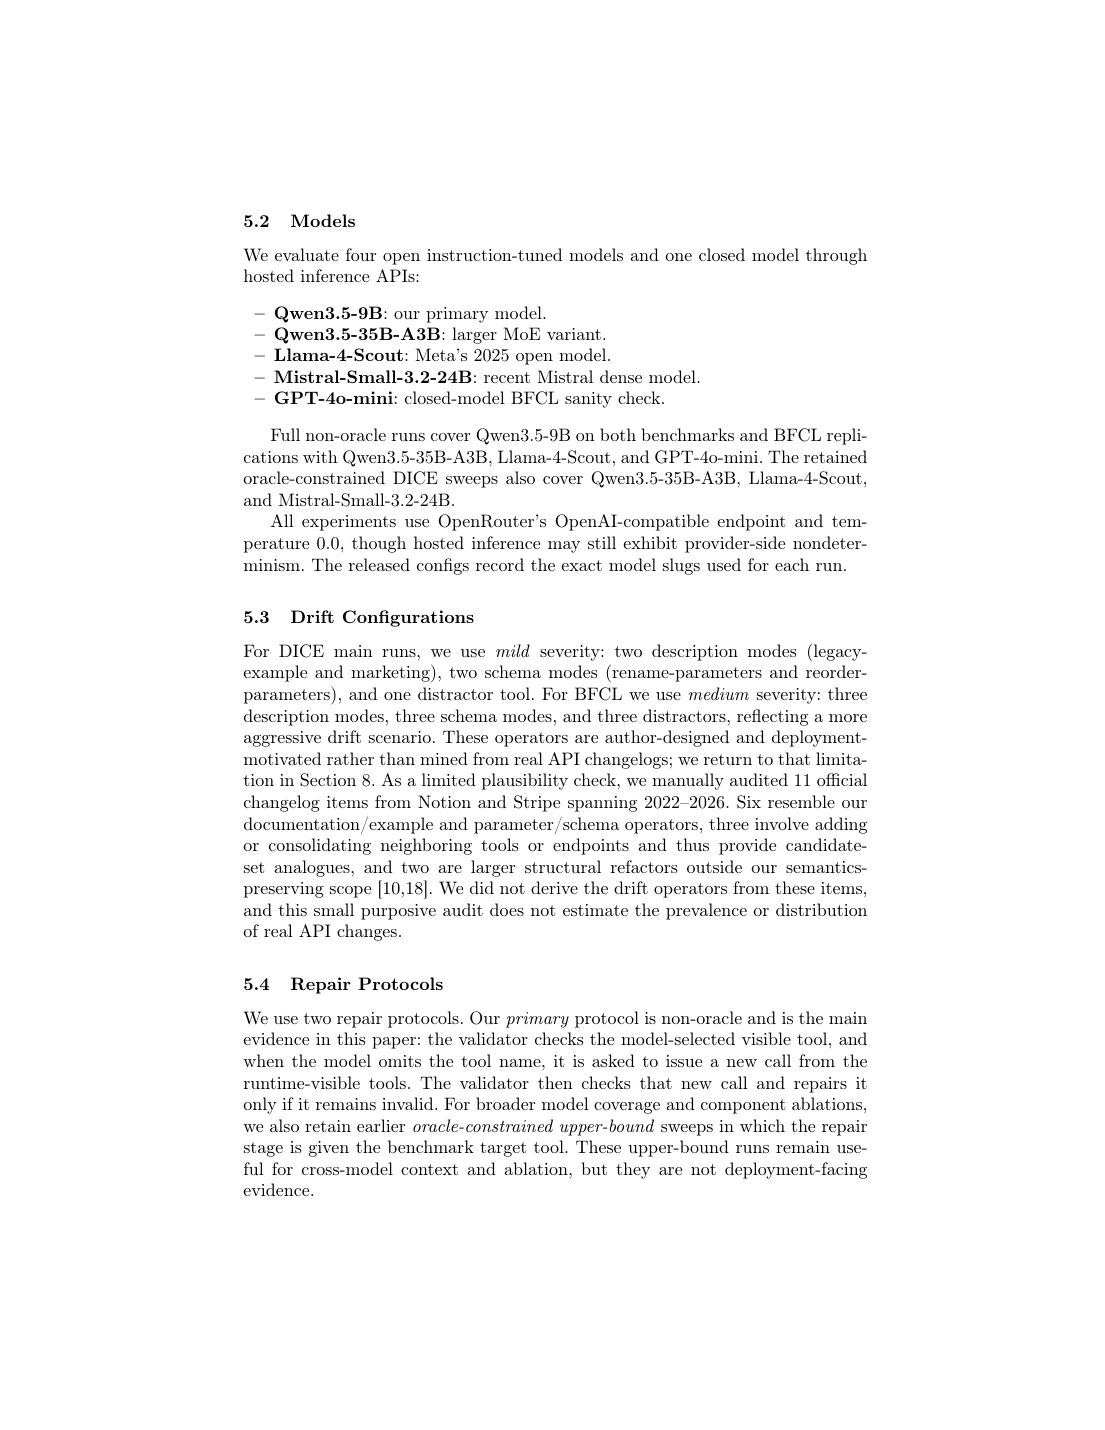 5.2 Models
We evaluate four open instruction-tuned models and one closed model through
hosted inference APIs:
– Qwen3.5-9B: our primary model.
– Qwen3.5-35B-A3B: larger MoE variant.
– Llama-4-Scout: Meta's 2025 open model.
– Mistral-Small-3.2-24B: recent Mistral dense model.
– GPT-4o-mini: closed-model BFCL sanity check.
Full non-oracle runs cover Qwen3.5-9B on both benchmarks and BFCL repli-
cations with Qwen3.5-35B-A3B, Llama-4-Scout, and GPT-4o-mini. The retained
oracle-constrained DICE sweeps also cover Qwen3.5-35B-A3B, Llama-4-Scout,
and Mistral-Small-3.2-24B.
All experiments use OpenRouter's OpenAI-compatible endpoint and tem-
perature 0.0, though hosted inference may still exhibit provider-side nondeter-
minism. The released configs record the exact model slugs used for each run.
5.3 Drift Configurations
For DICE main runs, we use mild severity: two description modes (legacy-
example and marketing), two schema modes (rename-parameters and reorder-
parameters), and one distractor tool. For BFCL we use medium severity: three
description modes, three schema modes, and three distractors, reflecting a more
aggressive drift scenario. These operators are author-designed and deployment-
motivated rather than mined from real API changelogs; we return to that limita-
tion in Section 8. As a limited plausibility check, we manually audited 11 official
changelog items from Notion and Stripe spanning 2022–2026. Six resemble our
documentation/example and parameter/schema operators, three involve adding
or consolidating neighboring tools or endpoints and thus provide candidate-
set analogues, and two are larger structural refactors outside our semantics-
preserving scope [10,18]. We did not derive the drift operators from these items,
and this small purposive audit does not estimate the prevalence or distribution
of real API changes.
5.4 Repair Protocols
We use two repair protocols. Our primary protocol is non-oracle and is the main
evidence in this paper: the validator checks the model-selected visible tool, and
when the model omits the tool name, it is asked to issue a new call from the
runtime-visible tools. The validator then checks that new call and repairs it
only if it remains invalid. For broader model coverage and component ablations,
we also retain earlier oracle-constrained upper-bound sweeps in which the repair
stage is given the benchmark target tool. These upper-bound runs remain use-
ful for cross-model context and ablation, but they are not deployment-facing
evidence.